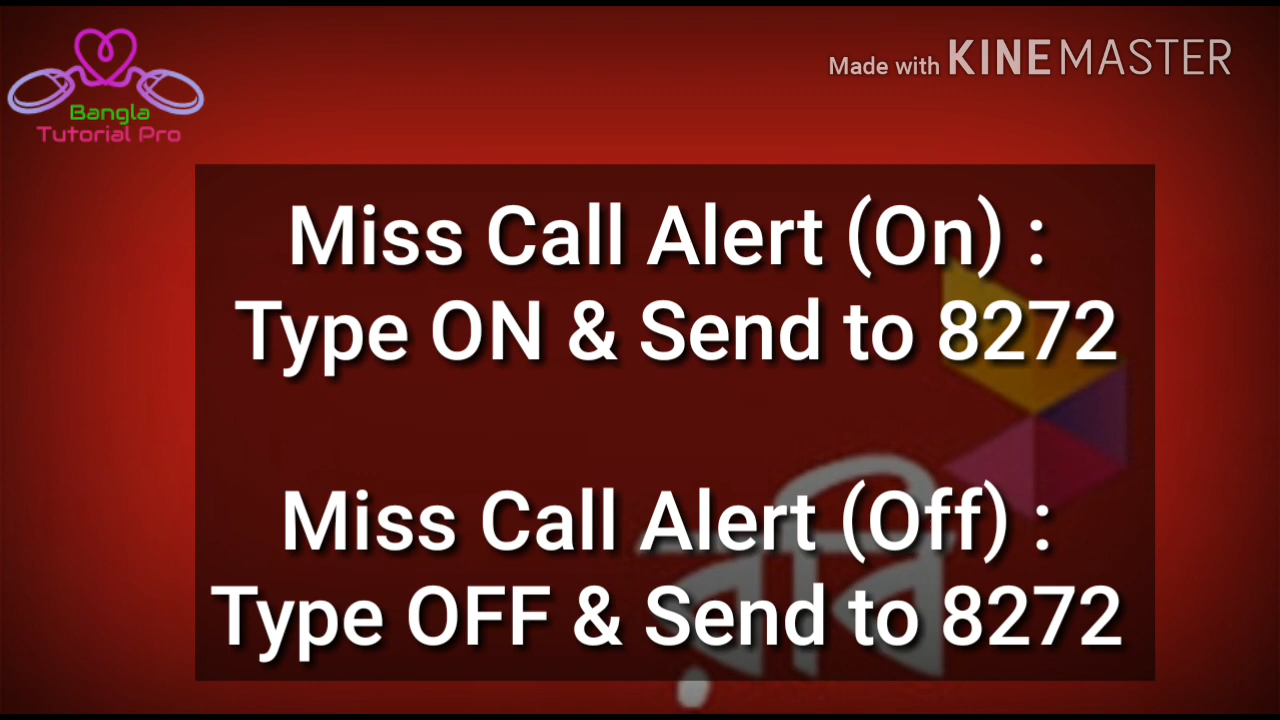 Made with KINEMASTER
Bangla
Tutorial Pro
Miss Call Alert (On) :
Type ON & Send to 8272
Miss Call Alert (Off) :
Type OFF & Send to 8272
রবি